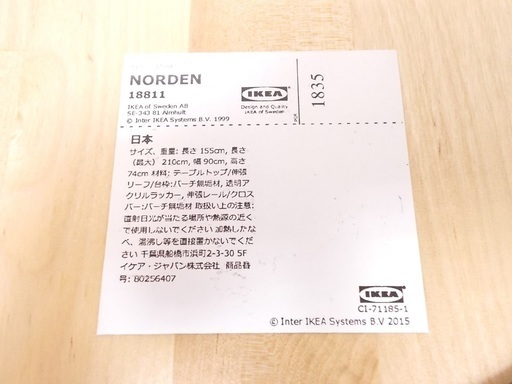 NORDEN
18811
IKEA of Sweden AB
SE-343 81 Älmhult
© Inter IKEA Systems B.V. 1999
IKEA
Design and Quality
IKEA of Sweden
1835
日本
サイズ、重量: 長さ 155cm, 長さ
（最大） 210cm, 幅 90cm, 高さ
74cm 材料: テーブルトップ/伸張
リーフ/台枠:バーチ無垢材, 透明ア
クリルラッカー, 伸張レール/クロス
バー:バーチ無垢材 取扱い上の注意:
直射日光が当たる場所や熱源の近く
で使用しないでください 加熱したな
べ、湯沸し等を直接置かないでくだ
さい 千葉県船橋市浜町2-3-30 5F
イケア・ジャパン株式会社 商品番
号: 80256407
IKEA
CI-71185-1
© Inter IKEA Systems B.V 2015